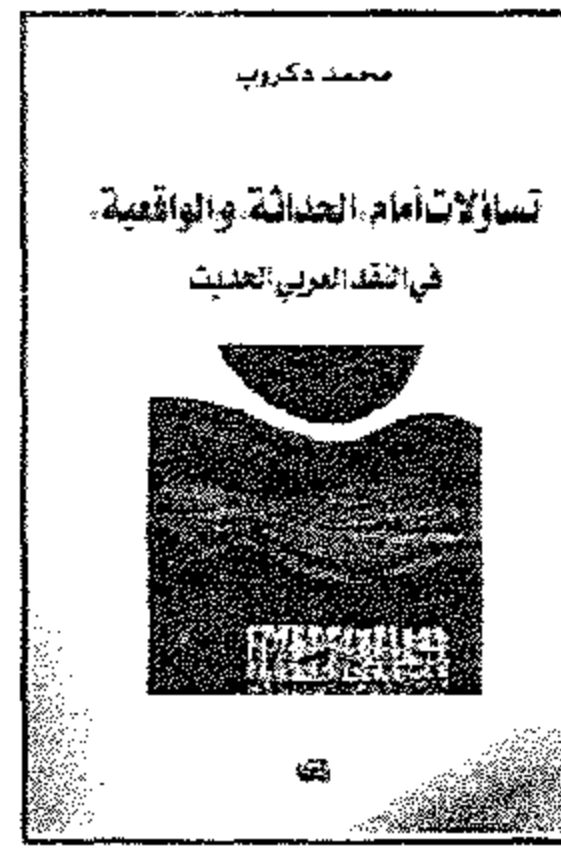 محمد دكروب
تساؤلات أمام الحداثة والواقعية
في النقد العربي الحديث